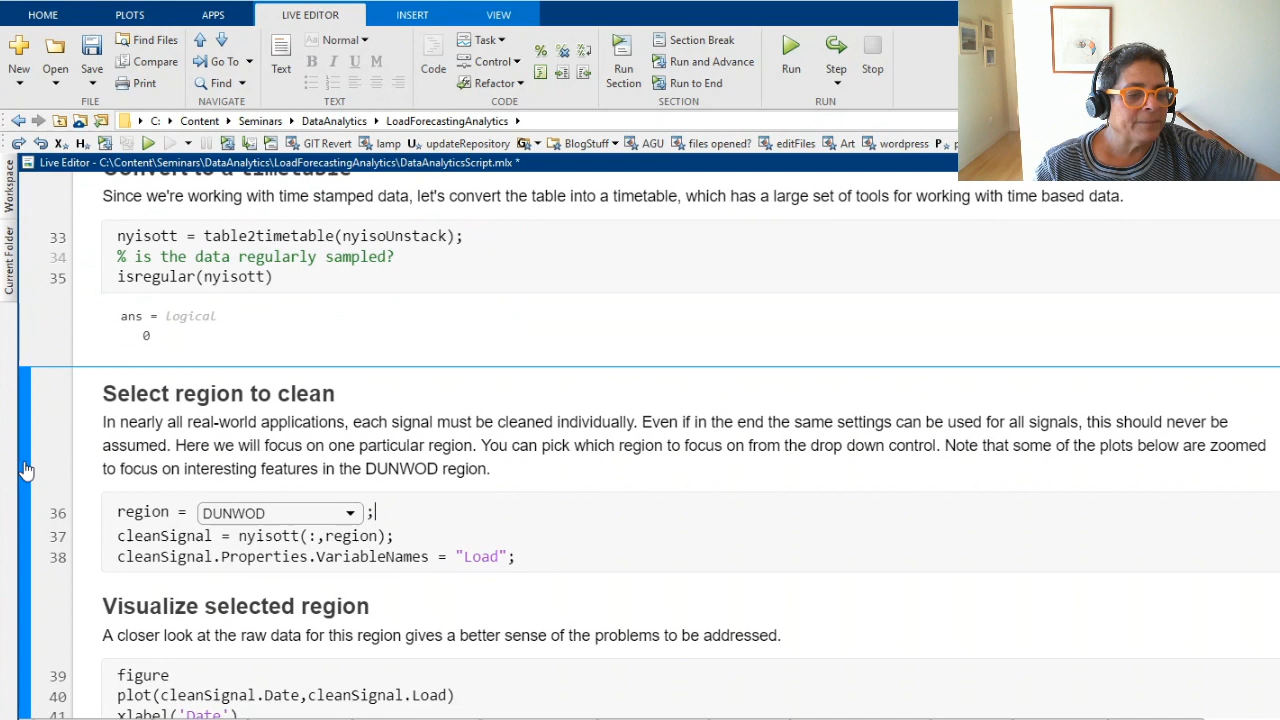 HOME PLOTS APPS LIVE EDITOR INSERT VIEW
New Open Save Find Files Compare Print
FILE
Go To Find
NAVIGATE
Text Aa Normal B I U M
TEXT
Code Task Control Refactor
CODE
Run Section Section Break Run and Advance Run to End
SECTION
Run Step Stop
RUN
C: Content Seminars DataAnalytics LoadForecastingAnalytics
GIT Revert lamp updateRepository BlogStuff AGU files opened? editFiles Art wordpress
Live Editor - C:\Content\Seminars\DataAnalytics\LoadForecastingAnalytics\DataAnalyticsScript.mlx *
Workspace
Current Folder
Convert to a timetable
Since we're working with time stamped data, let's convert the table into a timetable, which has a large set of tools for working with time based data.
33 nyisott = table2timetable(nyisoUnstack);
34 % is the data regularly sampled?
35 isregular(nyisott)
ans = logical
0
Select region to clean
In nearly all real-world applications, each signal must be cleaned individually. Even if in the end the same settings can be used for all signals, this should never be
assumed. Here we will focus on one particular region. You can pick which region to focus on from the drop down control. Note that some of the plots below are zoomed
to focus on interesting features in the DUNWOD region.
36 region = DUNWOD ;
37 cleanSignal = nyisott(:,region);
38 cleanSignal.Properties.VariableNames = "Load";
Visualize selected region
A closer look at the raw data for this region gives a better sense of the problems to be addressed.
39 figure
40 plot(cleanSignal.Date,cleanSignal.Load)
41 xlabel('Date')